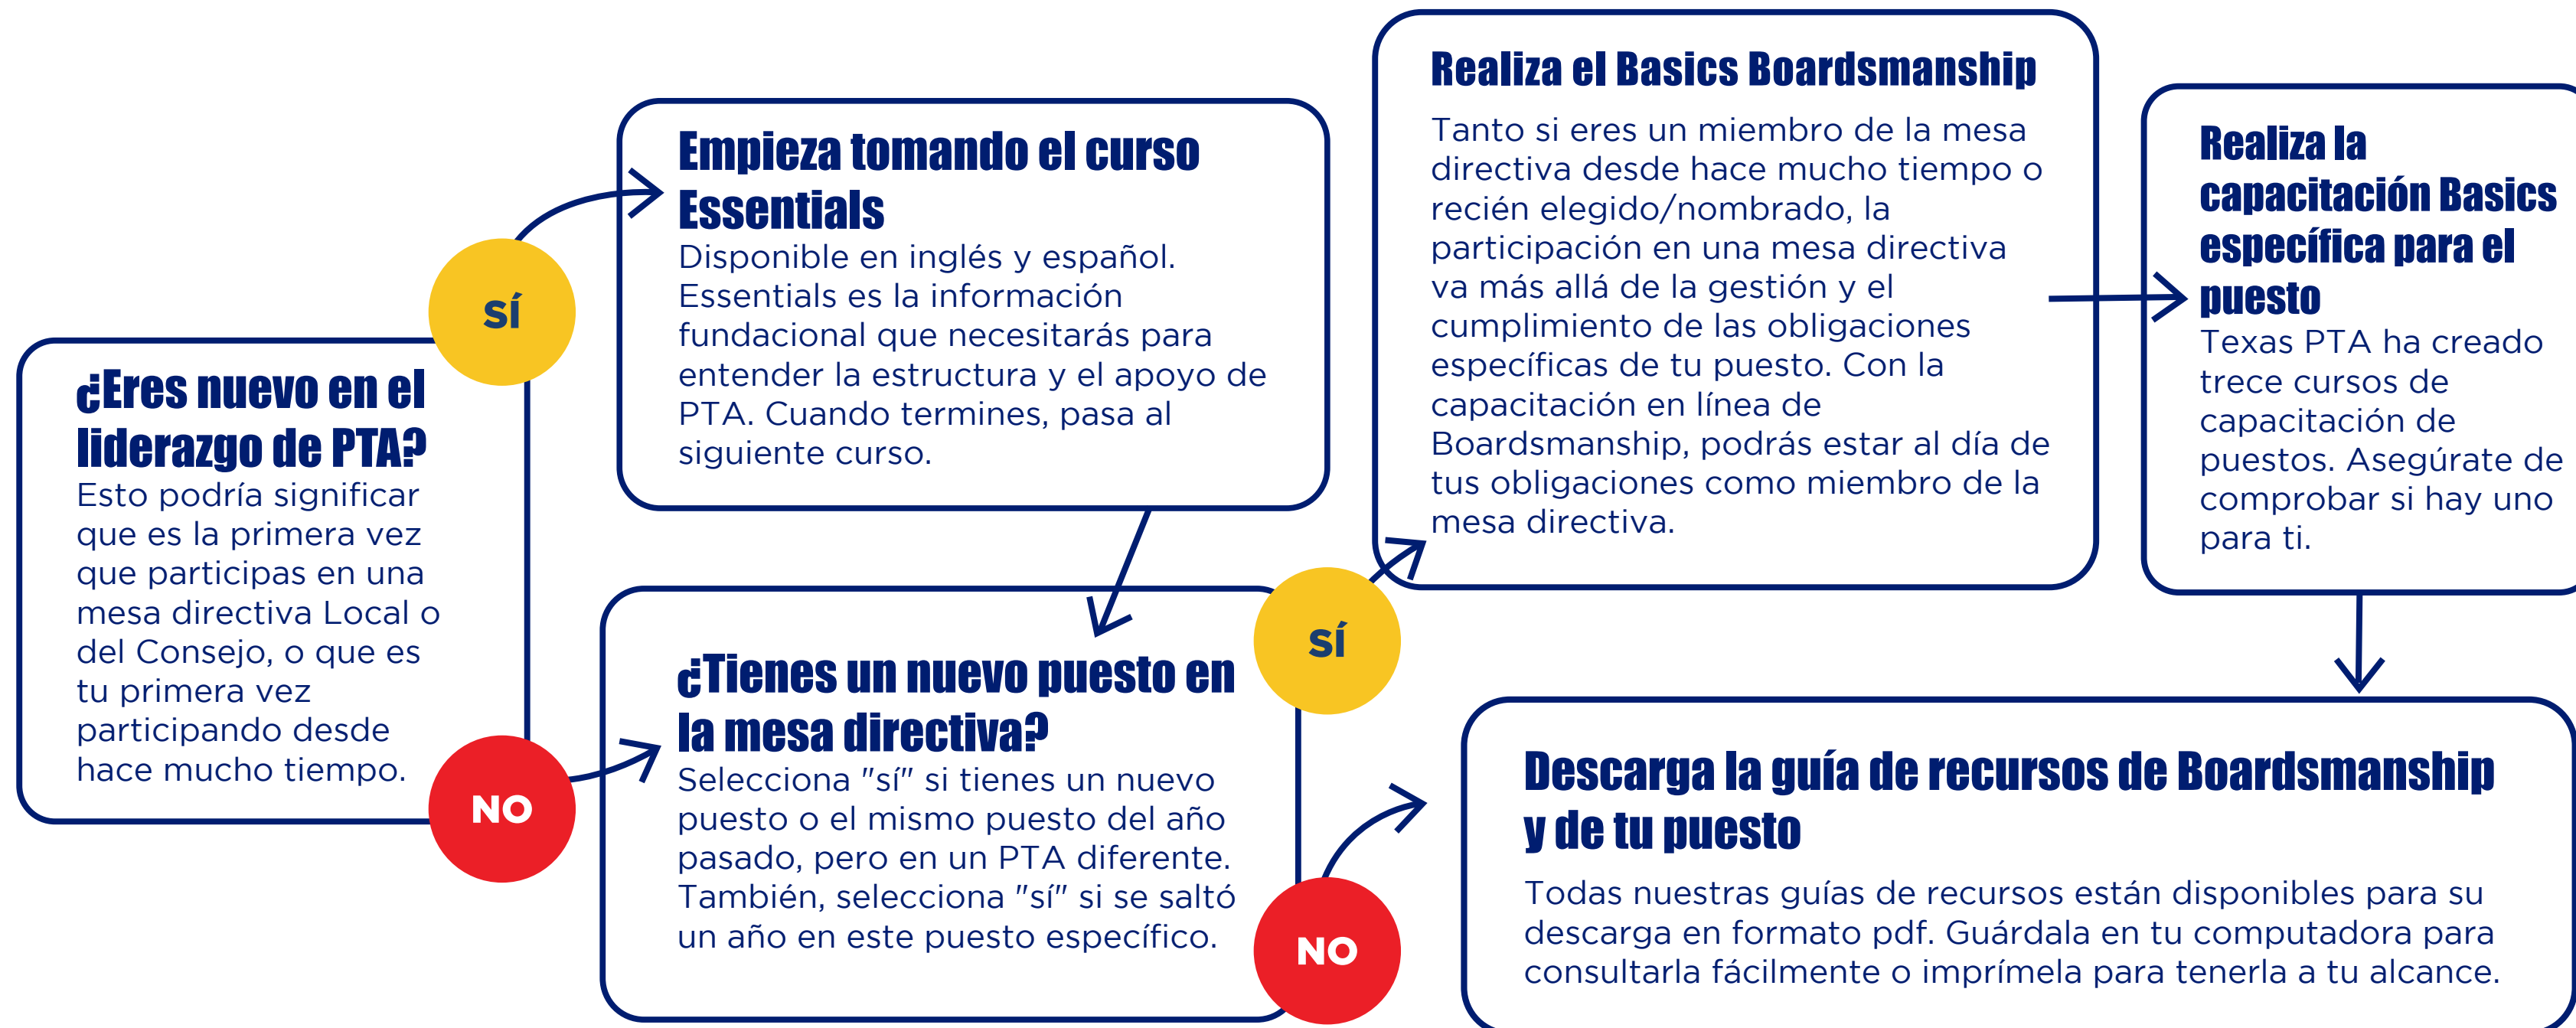 ¿Eres nuevo en el
liderazgo de PTA?
Esto podría significar
que es la primera vez
que participas en una
mesa directiva Local o
del Consejo, o que es
tu primera vez
participando desde
hace mucho tiempo.
SÍ
NO
Empieza tomando el curso
Essentials
Disponible en inglés y español.
Essentials es la información
fundacional que necesitarás para
entender la estructura y el apoyo de
PTA. Cuando termines, pasa al
siguiente curso.
¿Tienes un nuevo puesto en
la mesa directiva?
Selecciona "sí" si tienes un nuevo
puesto o el mismo puesto del año
pasado, pero en un PTA diferente.
También, selecciona "sí" si se saltó
un año en este puesto específico.
SÍ
NO
Realiza el Basics Boardsmanship
Tanto si eres un miembro de la mesa
directiva desde hace mucho tiempo o
recién elegido/nombrado, la
participación en una mesa directiva
va más allá de la gestión y el
cumplimiento de las obligaciones
específicas de tu puesto. Con la
capacitación en línea de
Boardsmanship, podrás estar al día de
tus obligaciones como miembro de la
mesa directiva.
Realiza la
capacitación Basics
específica para el
puesto
Texas PTA ha creado
trece cursos de
capacitación de
puestos. Asegúrate de
comprobar si hay uno
para ti.
Descarga la guía de recursos de Boardsmanship
y de tu puesto
Todas nuestras guías de recursos están disponibles para su
descarga en formato pdf. Guárdala en tu computadora para
consultarla fácilmente o imprímela para tenerla a tu alcance.